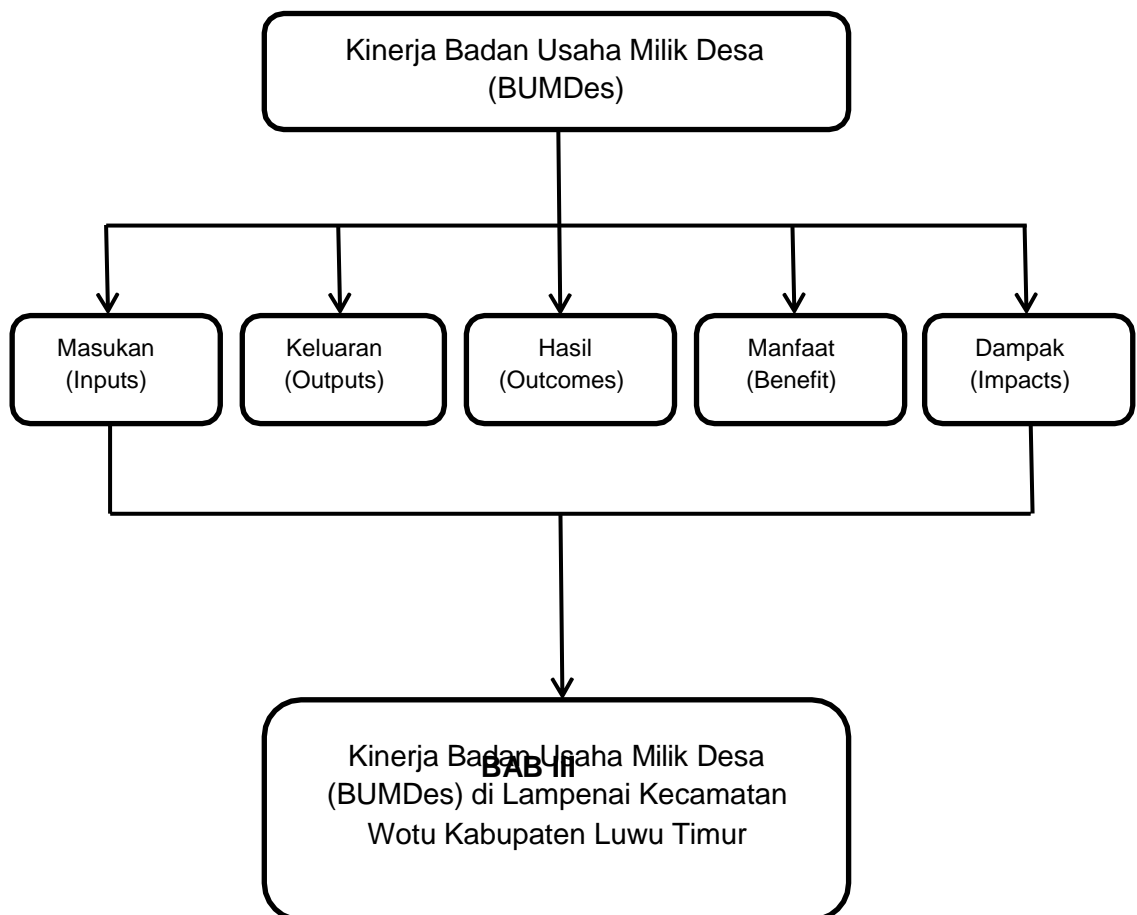 Kinerja Badan Usaha Milik Desa
(BUMDes)
Masukan
(Inputs)
Keluaran
(Outputs)
Hasil
(Outcomes)
Manfaat
(Benefit)
Dampak
(Impacts)
Kinerja Badan Usaha Milik Desa
BAB III
(BUMDes) di Lampenai Kecamatan
Wotu Kabupaten Luwu Timur